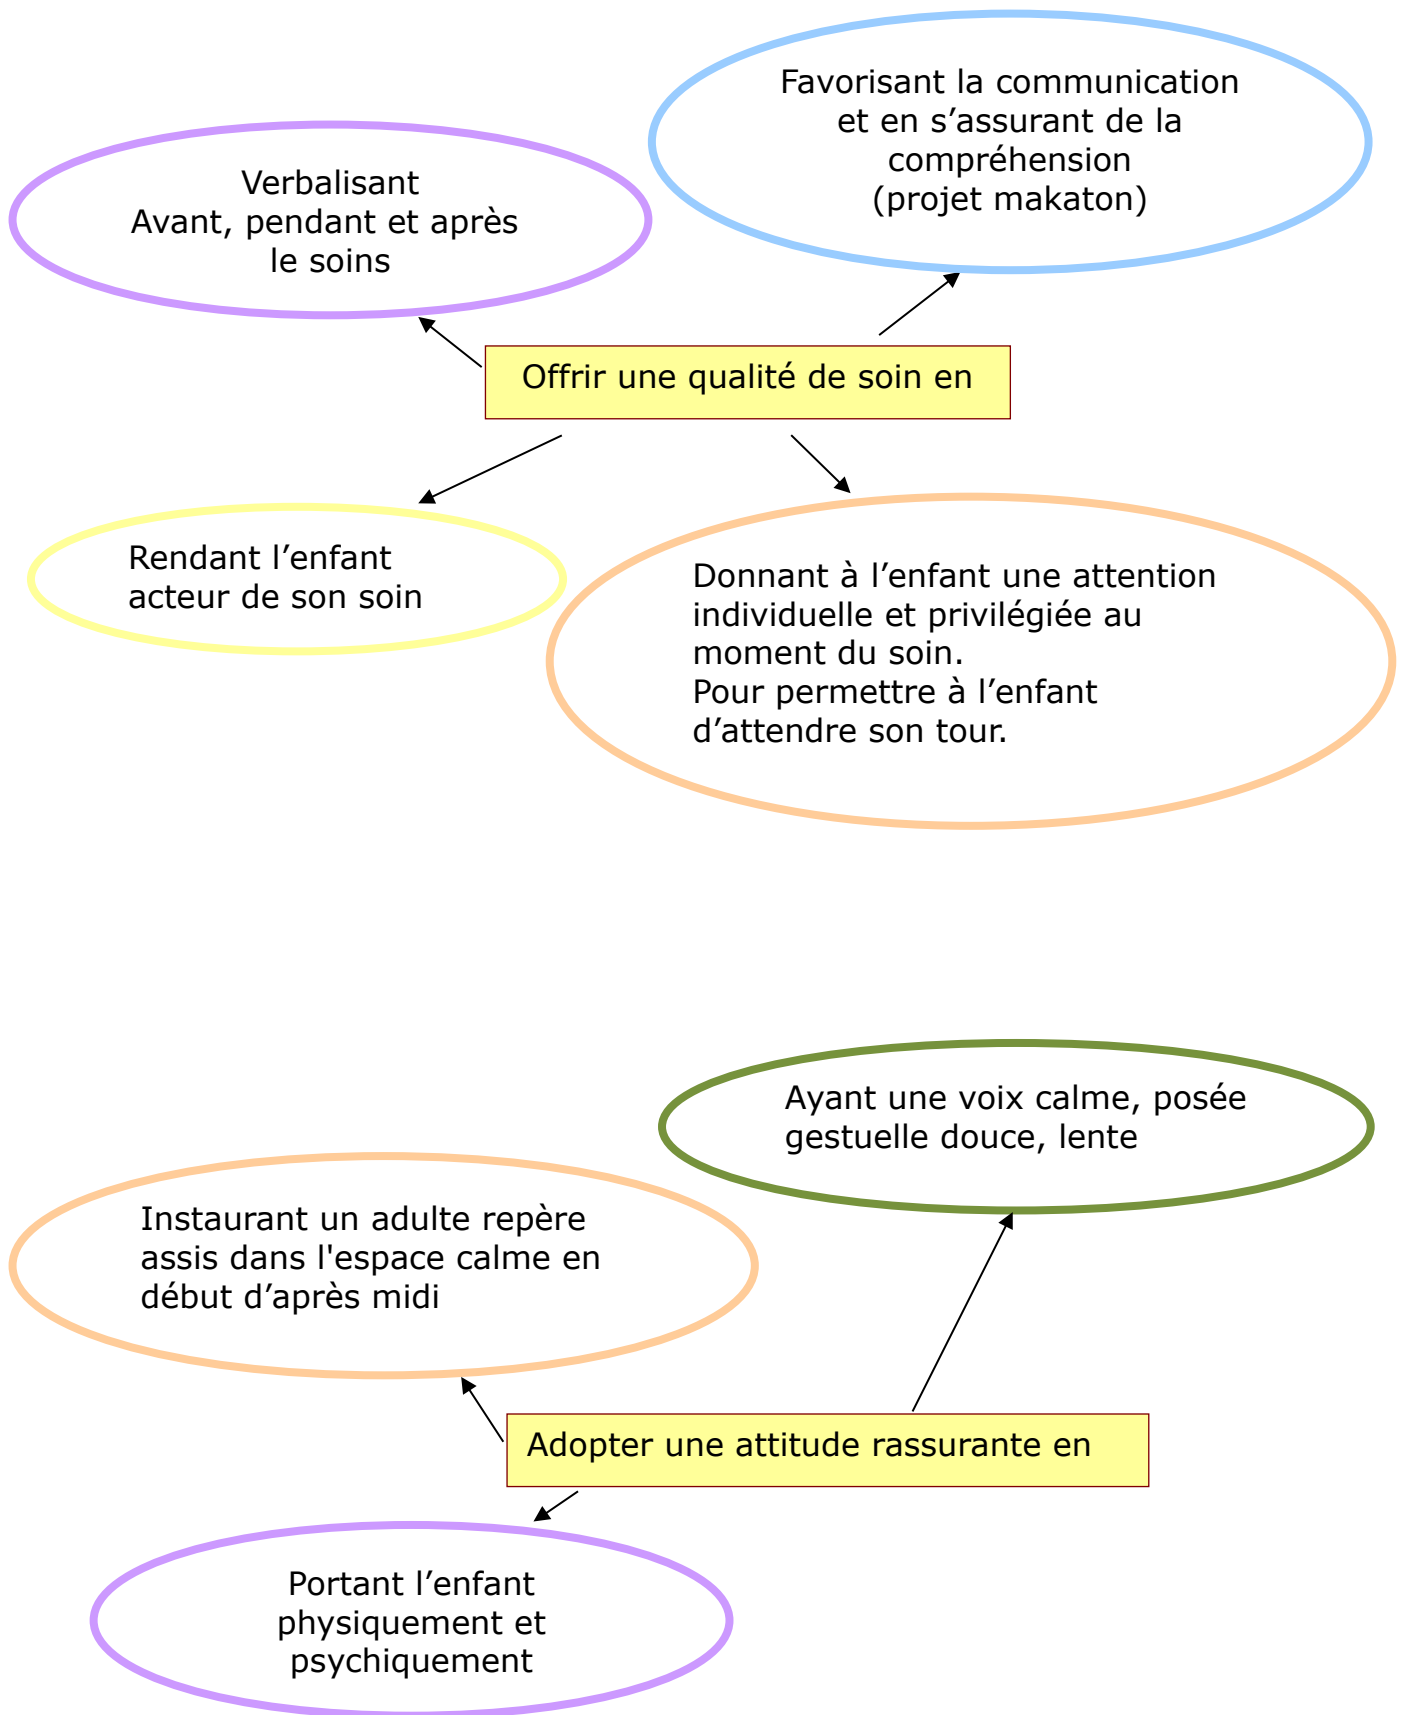 Favorisant la communication
et en s’assurant de la
compréhension
(projet makaton)
Verbalisant
Avant, pendant et après
le soins
Offrir une qualité de soin en
Rendant l’enfant
acteur de son soin
Donnant à l’enfant une attention
individuelle et privilégiée au
moment du soin.
Pour permettre à l’enfant
d’attendre son tour.
Ayant une voix calme, posée
gestuelle douce, lente
Instaurant un adulte repère
assis dans l'espace calme en
début d’après midi
Adopter une attitude rassurante en
Portant l’enfant
physiquement et
psychiquement